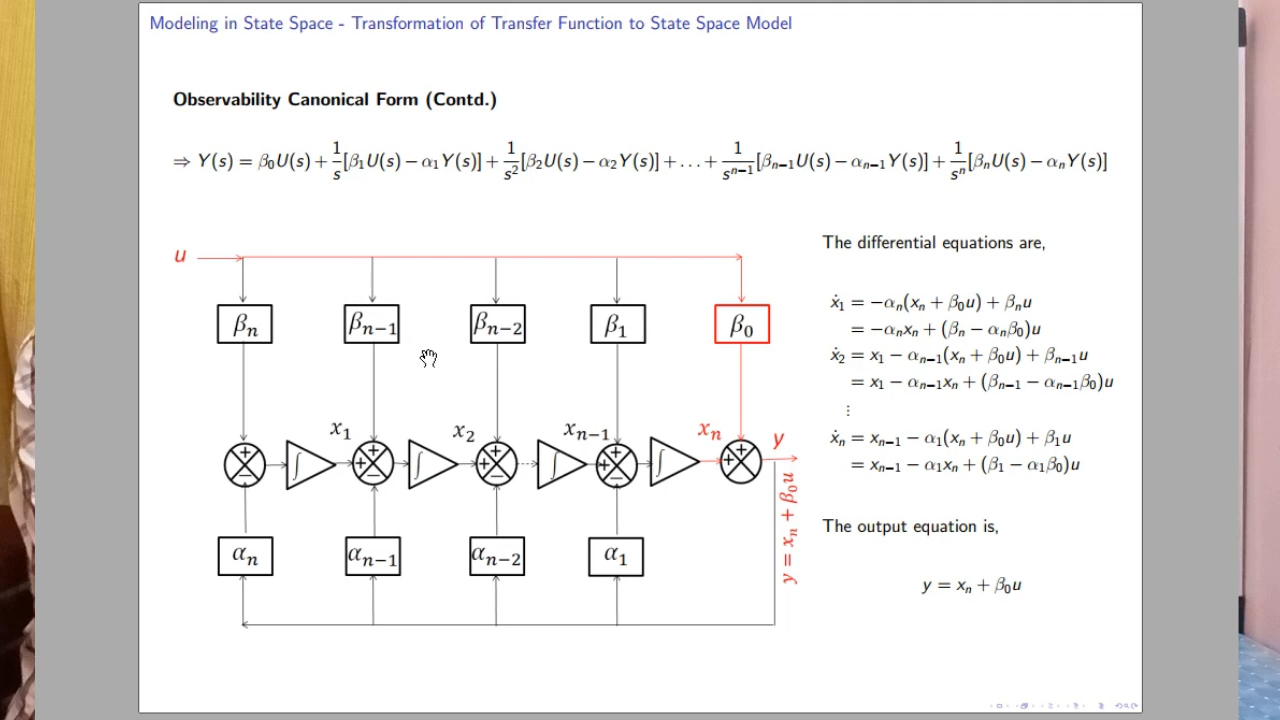 Modeling in State Space - Transformation of Transfer Function to State Space Model
Observability Canonical Form (Contd.)
⇒ Y(s) = β₀U(s) + 1/s [β₁U(s) − α₁Y(s)] + 1/s² [β₂U(s) − α₂Y(s)] + … + 1/sⁿ⁻¹ [βₙ₋₁U(s) − αₙ₋₁Y(s)] + 1/sⁿ [βₙU(s) − αₙY(s)]
The differential equations are,
u
ẋ₁ = −αₙ(xₙ + β₀u) + βₙu
= −αₙxₙ + (βₙ − αₙβ₀)u
ẋ₂ = x₁ − αₙ₋₁(xₙ + β₀u) + βₙ₋₁u
= x₁ − αₙ₋₁xₙ + (βₙ₋₁ − αₙ₋₁β₀)u
⋮
ẋₙ = xₙ₋₁ − α₁(xₙ + β₀u) + β₁u
= xₙ₋₁ − α₁xₙ + (β₁ − α₁β₀)u
The output equation is,
y = xₙ + β₀u
βₙ βₙ₋₁ βₙ₋₂ β₁ β₀
x₁ x₂ xₙ₋₁ xₙ y
+ − ∫ + + − ∫ + + − ∫ + + − ∫ + +
αₙ αₙ₋₁ αₙ₋₂ α₁
y = xₙ + β₀u